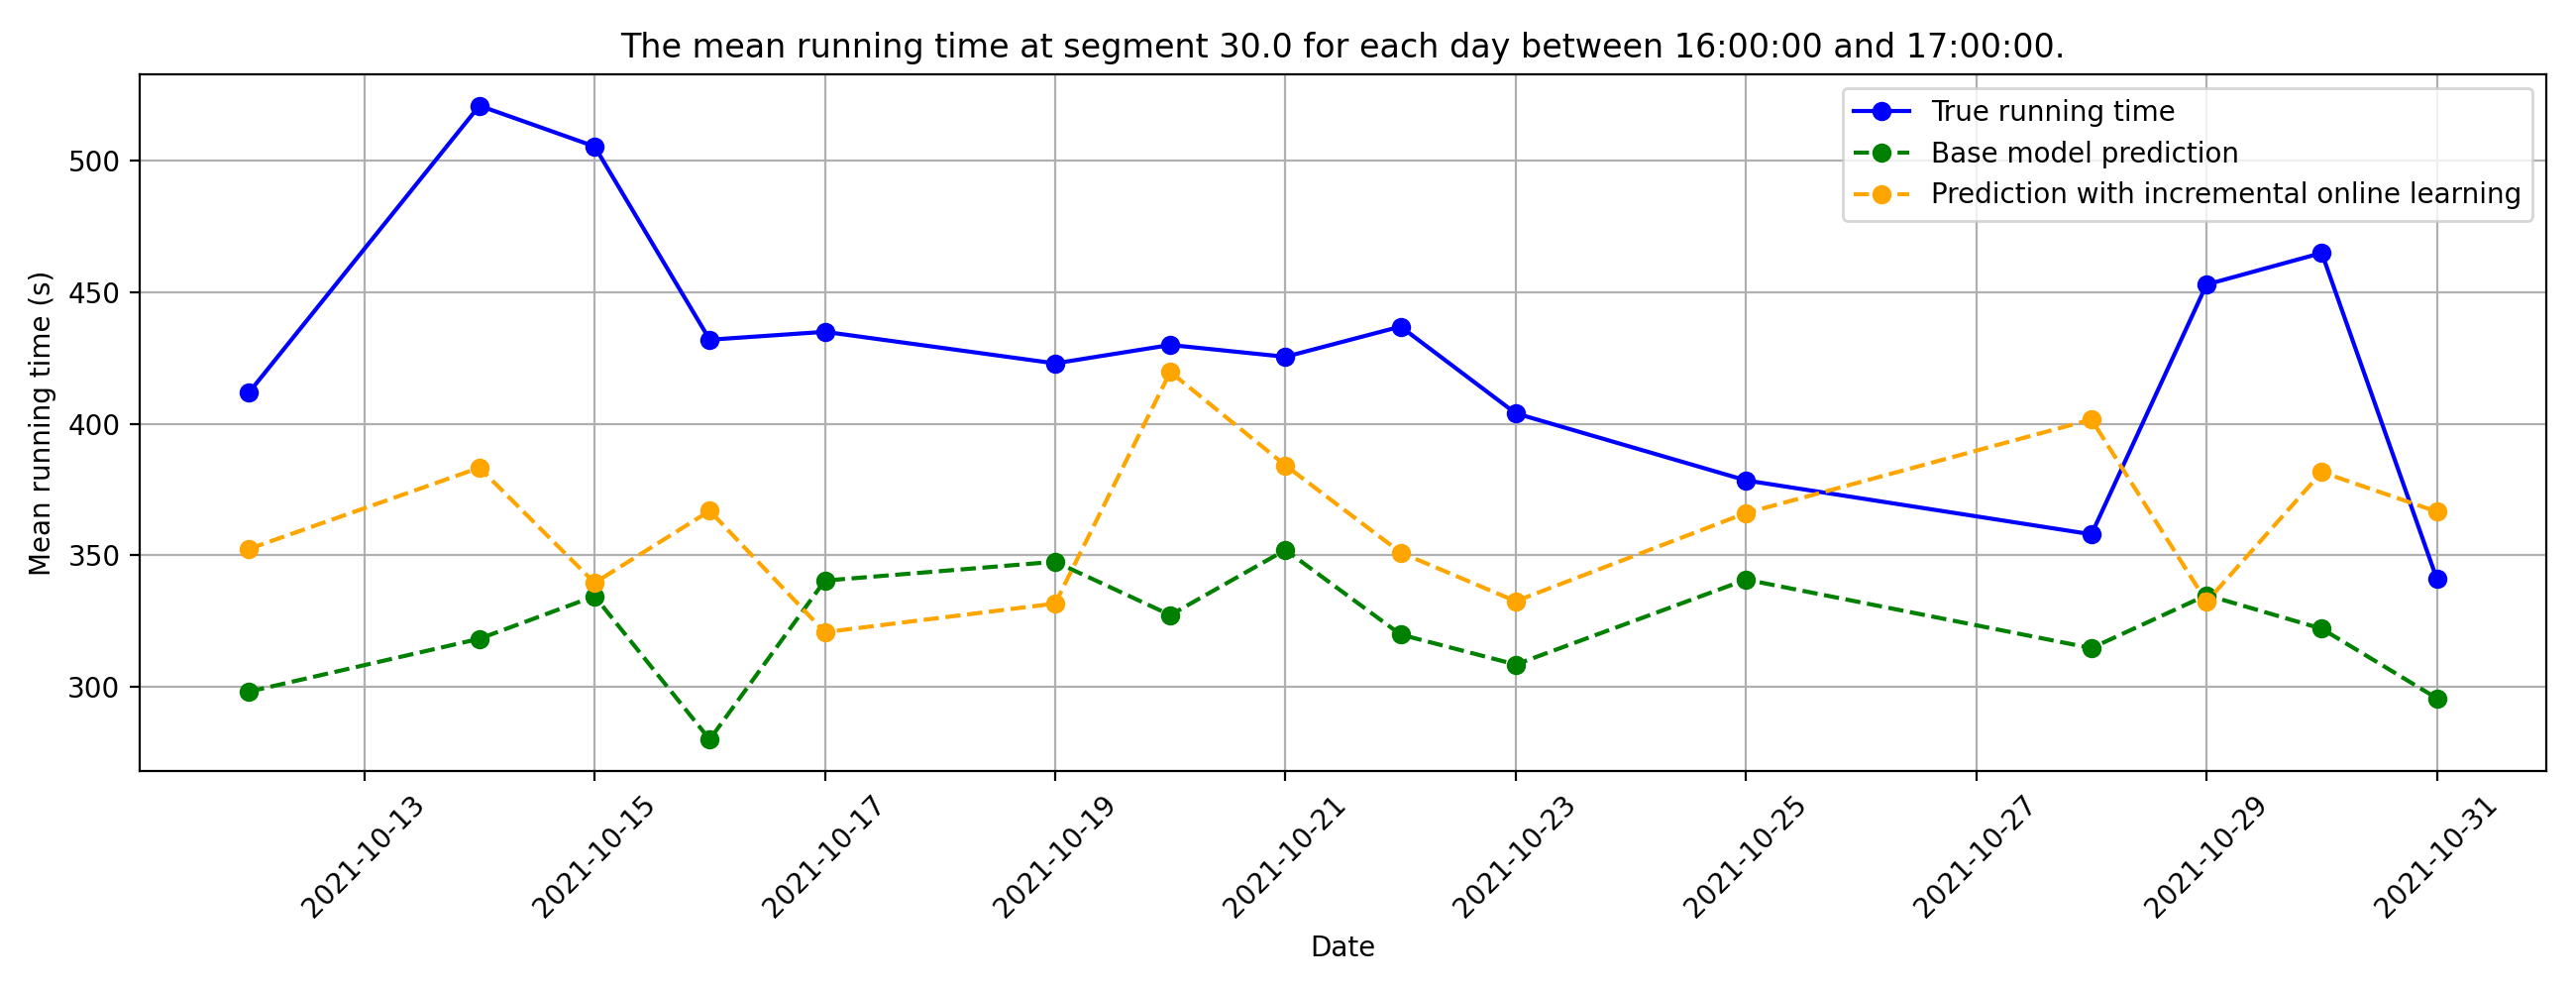 The mean running time at segment 30.0 for each day between 16:00:00 and 17:00:00.
True running time
Base model prediction
Prediction with incremental online learning
Mean running time (s)
500
450
400
350
300
2021-10-13
2021-10-15
2021-10-17
2021-10-19
2021-10-21
2021-10-23
2021-10-25
2021-10-27
2021-10-29
2021-10-31
Date